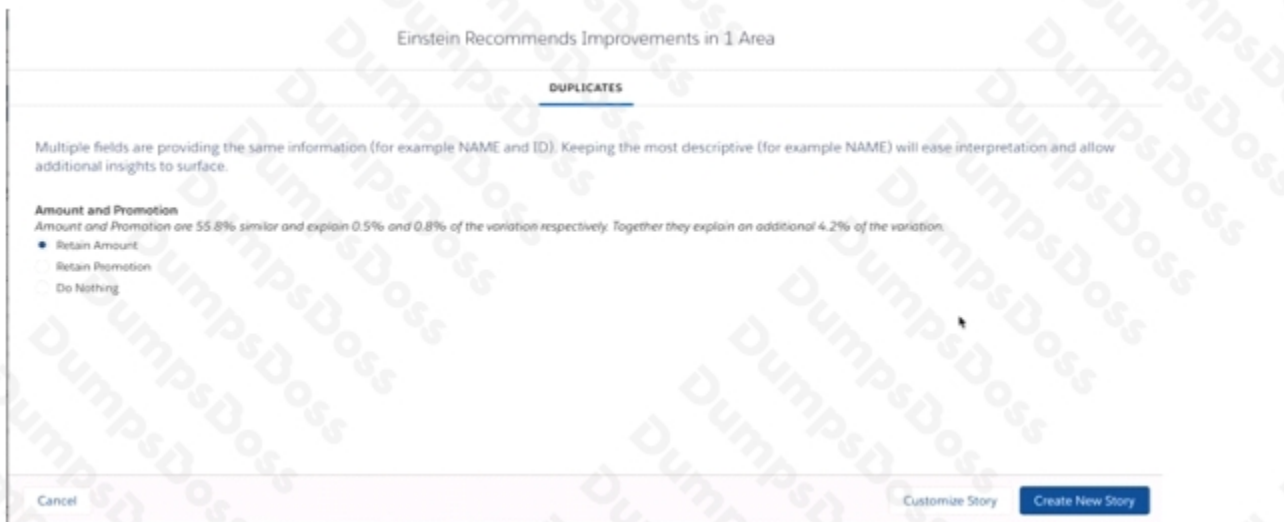 Einstein Recommends Improvements in 1 Area
DUPLICATES
Multiple fields are providing the same information (for example NAME and ID). Keeping the most descriptive (for example NAME) will ease interpretation and allow
additional insights to surface.
Amount and Promotion
Amount and Promotion are 55.8% similar and explain 0.5% and 0.8% of the variation respectively. Together they explain an additional 4.2% of the variation.
Retain Amount
Retain Promotion
Do Nothing
Cancel
Customize Story
Create New Story
DumpsDoss